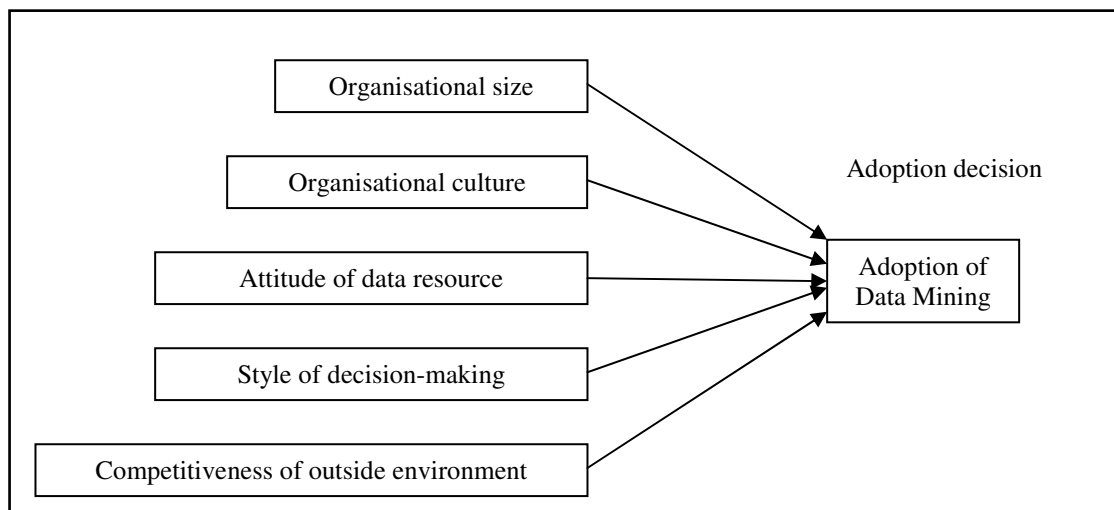 Organisational size
Organisational culture
Adoption decision
Attitude of data resource
Adoption of
Data Mining
Style of decision-making
Competitiveness of outside environment